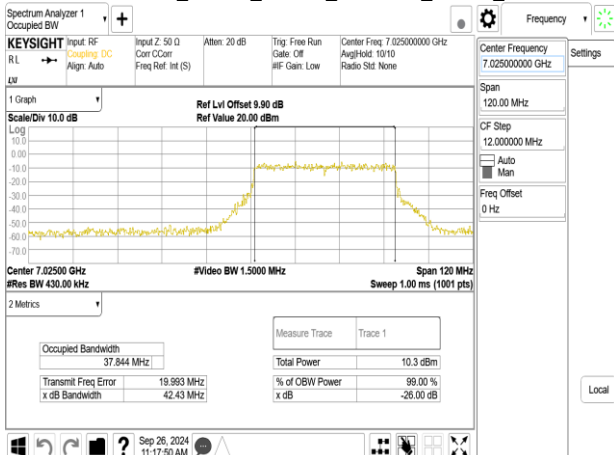 Spectrum Analyzer 1
Occupied BW
Frequency
KEYSIGHT
RL
LXI
Input: RF
Coupling: DC
Align: Auto
Input Z: 50 Ω
Corr CCorr
Freq Ref: Int (S)
Atten: 20 dB
Trig: Free Run
Gate: Off
#IF Gain: Low
Center Freq: 7.025000000 GHz
Avg|Hold: 10/10
Radio Std: None
Center Frequency
7.025000000 GHz
Settings
Span
120.00 MHz
CF Step
12.000000 MHz
Auto
Man
Freq Offset
0 Hz
Local
1 Graph
Scale/Div 10.0 dB
Ref Lvl Offset 9.90 dB
Ref Value 20.00 dBm
Log
10.0
0.00
-10.0
-20.0
-30.0
-40.0
-50.0
-60.0
-70.0
Center 7.02500 GHz
#Video BW 1.5000 MHz
Span 120 MHz
#Res BW 430.00 kHz
Sweep 1.00 ms (1001 pts)
2 Metrics
Measure Trace
Trace 1
Occupied Bandwidth
37.844 MHz
Total Power
10.3 dBm
Transmit Freq Error
19.993 MHz
% of OBW Power
99.00 %
x dB Bandwidth
42.43 MHz
x dB
-26.00 dB
?
Sep 26, 2024
11:17:50 AM